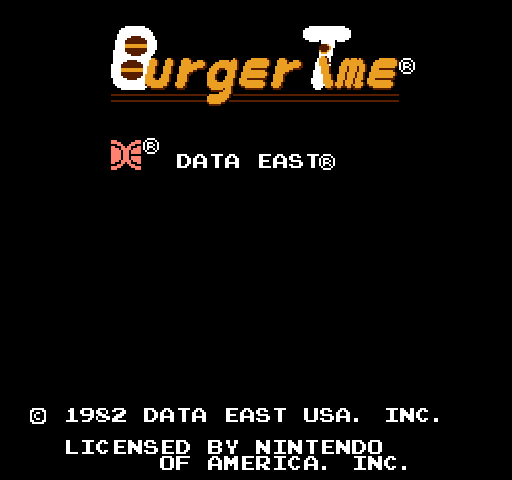 BurgerTime®
® DATA EAST®
© 1982 DATA EAST USA. INC.
LICENSED BY NINTENDO
OF AMERICA. INC.